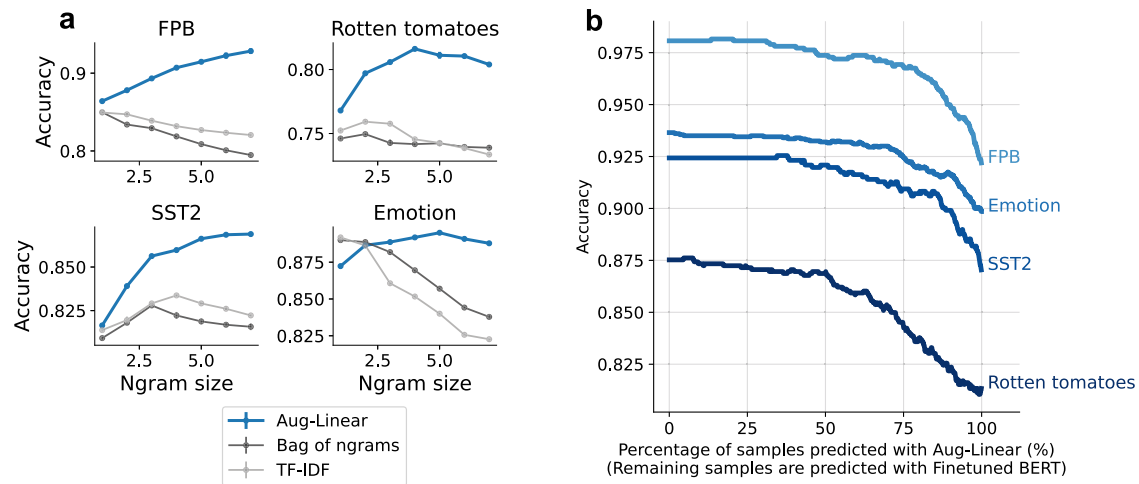 a
FPB
Rotten tomatoes
Accuracy
0.9
0.8
2.5
5.0
0.80
0.75
2.5
5.0
SST2
Emotion
Accuracy
0.850
0.825
2.5
5.0
Ngram size
0.875
0.850
0.825
2.5
5.0
Ngram size
Aug-Linear
Bag of ngrams
TF-IDF
b
Accuracy
0.975
0.950
0.925
0.900
0.875
0.850
0.825
FPB
Emotion
SST2
Rotten tomatoes
0
25
50
75
100
Percentage of samples predicted with Aug-Linear (%)
(Remaining samples are predicted with Finetuned BERT)